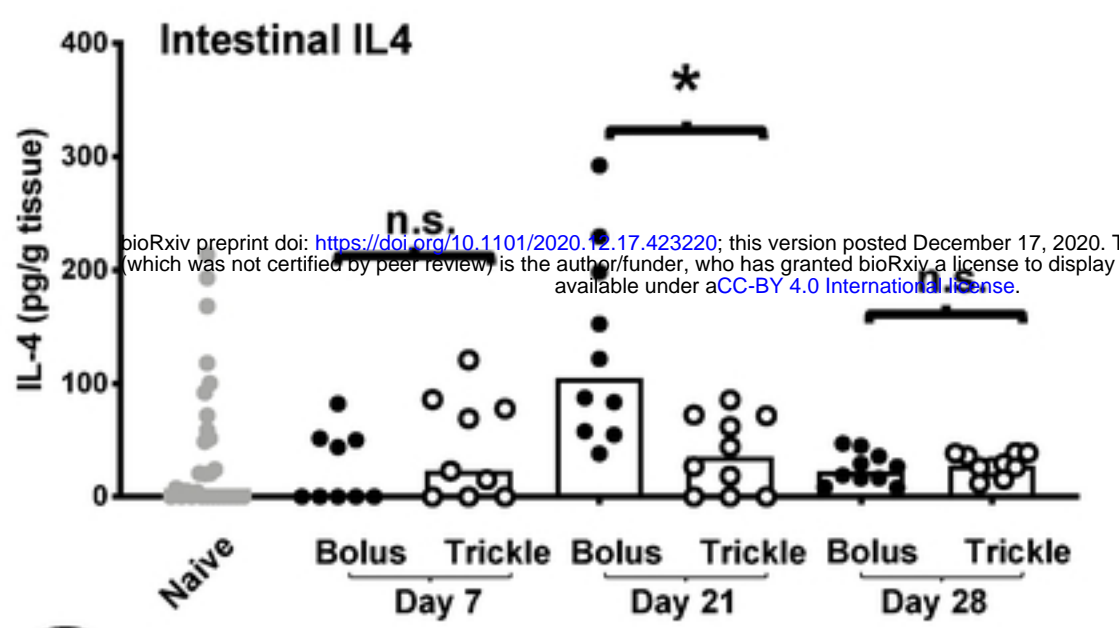 Intestinal IL4
400
300
200
100
0
IL-4 (pg/g tissue)
*
n.s.
n.s.
bioRxiv preprint doi: https://doi.org/10.1101/2020.12.17.423220; this version posted December 17, 2020.
(which was not certified by peer review) is the author/funder, who has granted bioRxiv a license to display
available under aCC-BY 4.0 International license.
Naive
Bolus Trickle Bolus Trickle Bolus Trickle
Day 7 Day 21 Day 28